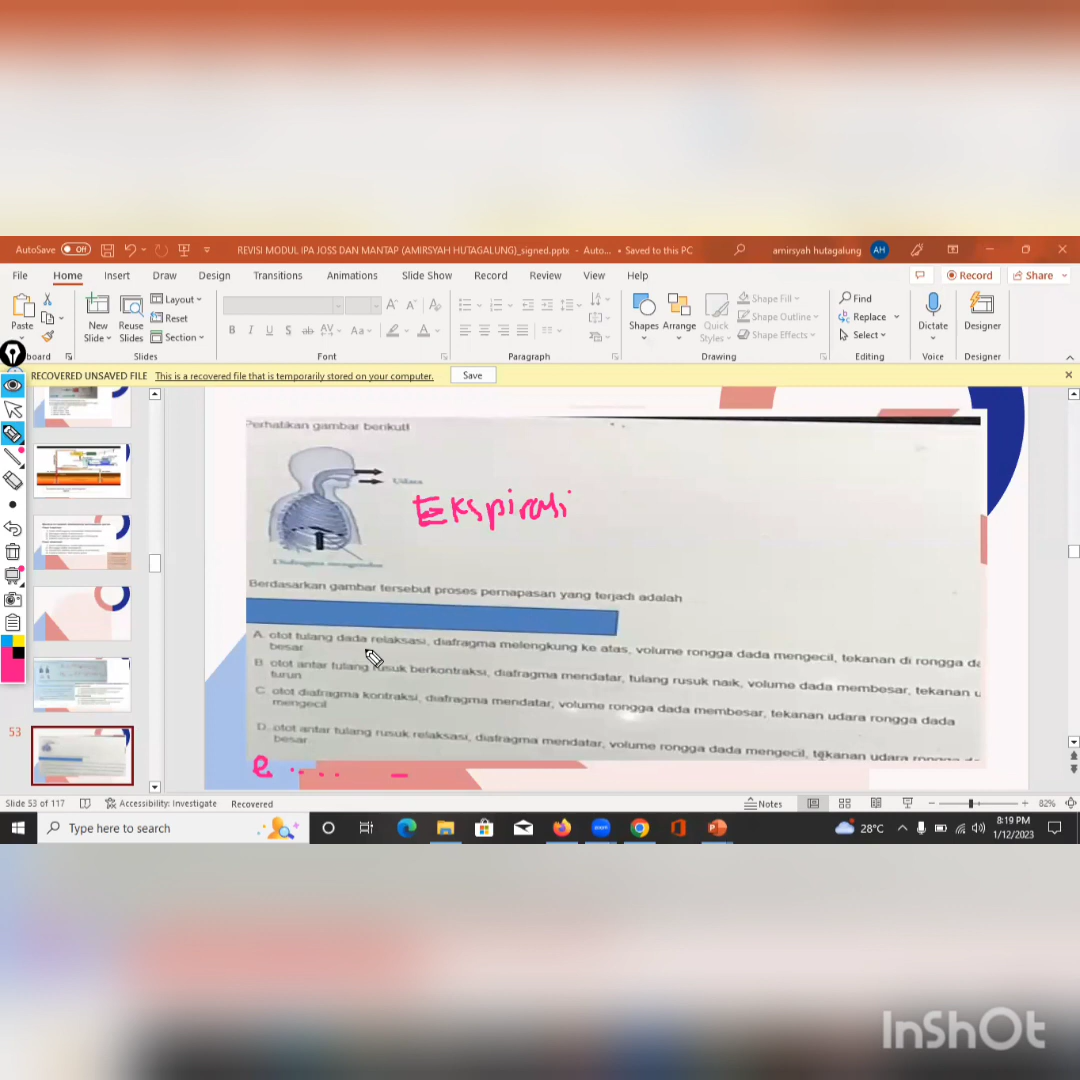 AutoSave Off REVISI MODUL IPA JOSS DAN MANTAP (AMIRSYAH HUTAGALUNG)_signed.pptx - Auto... • Saved to this PC amirsyah hutagalung AH
File Home Insert Draw Design Transitions Animations Slide Show Record Review View Help Record Share
Paste New Slide Reuse Slides Layout Reset Section
B I U S ab AV Aa A
Shapes Arrange Quick Styles Shape Fill Shape Outline Shape Effects
Find Replace Select Dictate Designer
board Slides Font Paragraph Drawing Editing Voice Designer
RECOVERED UNSAVED FILE This is a recovered file that is temporarily stored on your computer. Save
Perhatikan gambar berikut!
Udara
Ekspirasi
Diafragma mengendur
Berdasarkan gambar tersebut proses pernapasan yang terjadi adalah
A. otot tulang dada relaksasi, diafragma melengkung ke atas, volume rongga dada mengecil, tekanan di rongga da
besar
B. otot antar tulang rusuk berkontraksi, diafragma mendatar, tulang rusuk naik, volume dada membesar, tekanan u
turun
C. otot diafragma kontraksi, diafragma mendatar, volume rongga dada membesar, tekanan udara rongga dada
mengecil
D. otot antar tulang rusuk relaksasi, diafragma mendatar, volume rongga dada mengecil, tekanan udara rongga
besar
e. .... –
53
Slide 53 of 117 Accessibility: Investigate Recovered Notes 82%
Type here to search zoom 28°C 8:19 PM
1/12/2023
InShOt